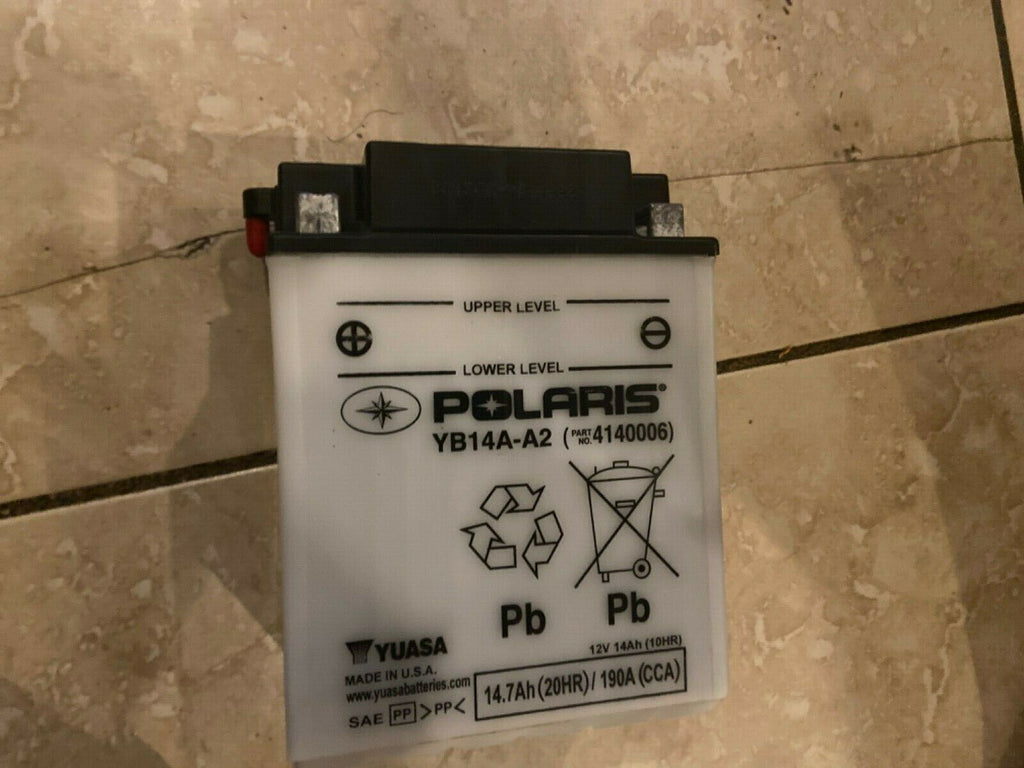 UPPER LEVEL
LOWER LEVEL
POLARIS®
YB14A-A2 (PART NO. 4140006)
Pb Pb
YUASA
MADE IN U.S.A.
www.yuasabatteries.com
SAE PP >PP<
12V 14Ah (10HR)
14.7Ah (20HR) / 190A (CCA)